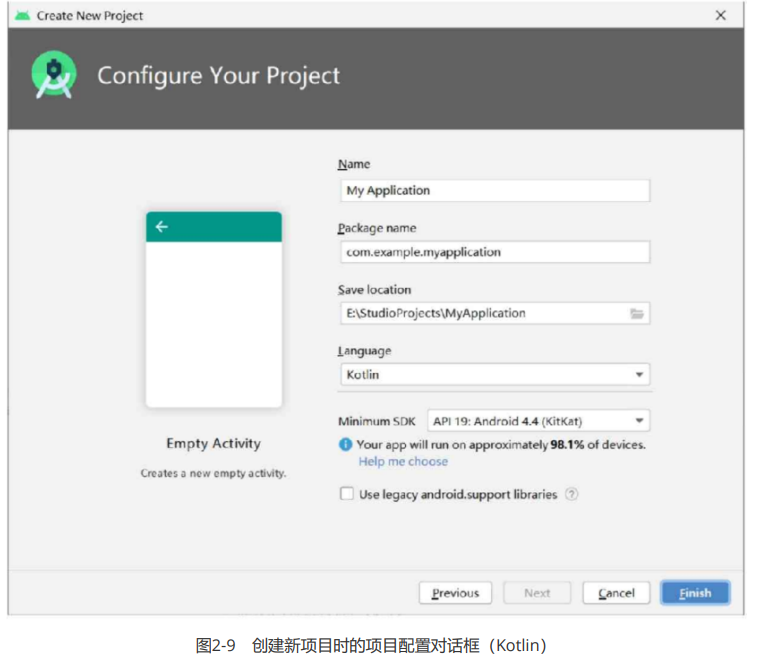 Create New Project
Configure Your Project
Name
My Application
Package name
com.example.myapplication
Save location
E:\StudioProjects\MyApplication
Language
Kotlin
Minimum SDK API 19: Android 4.4 (KitKat)
Your app will run on approximately 98.1% of devices.
Help me choose
Use legacy android.support libraries ?
Empty Activity
Creates a new empty activity.
Previous Next Cancel Finish
图2-9 创建新项目时的项目配置对话框（Kotlin）